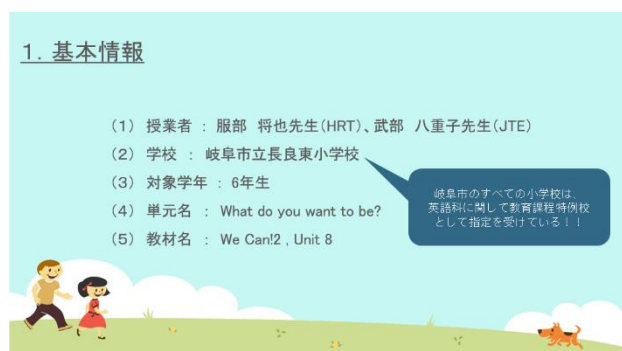 1. 基本情報
(1) 授業者 : 服部 将也先生(HRT)、武部 八重子先生(JTE)
(2) 学校 : 岐阜市立長良東小学校
(3) 対象学年 : 6年生
(4) 単元名 : What do you want to be?
(5) 教材名 : We Can!2 , Unit 8
岐阜市のすべての小学校は、
英語科に関して教育課程特例校
として指定を受けている！！